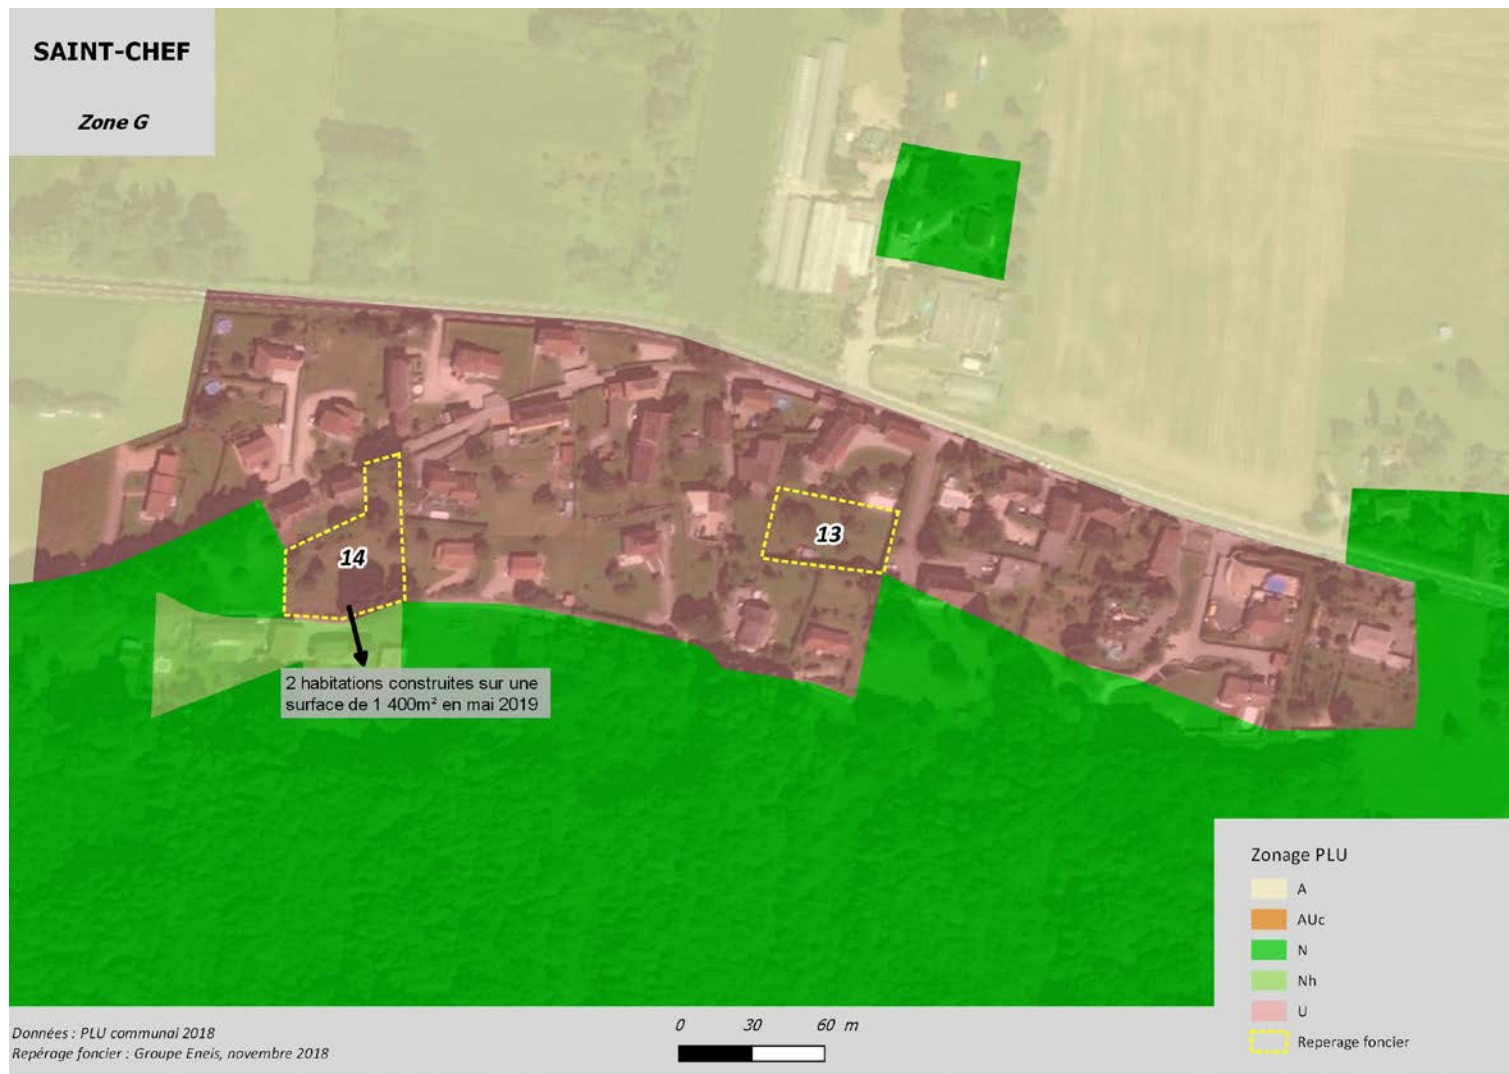 SAINT-CHEF
Zone G
14
13
2 habitations construites sur une
surface de 1 400m² en mai 2019
Zonage PLU
A
AUc
N
Nh
U
Reperage foncier
Données : PLU communal 2018
Repérage foncier : Groupe Eneis, novembre 2018
0 30 60 m